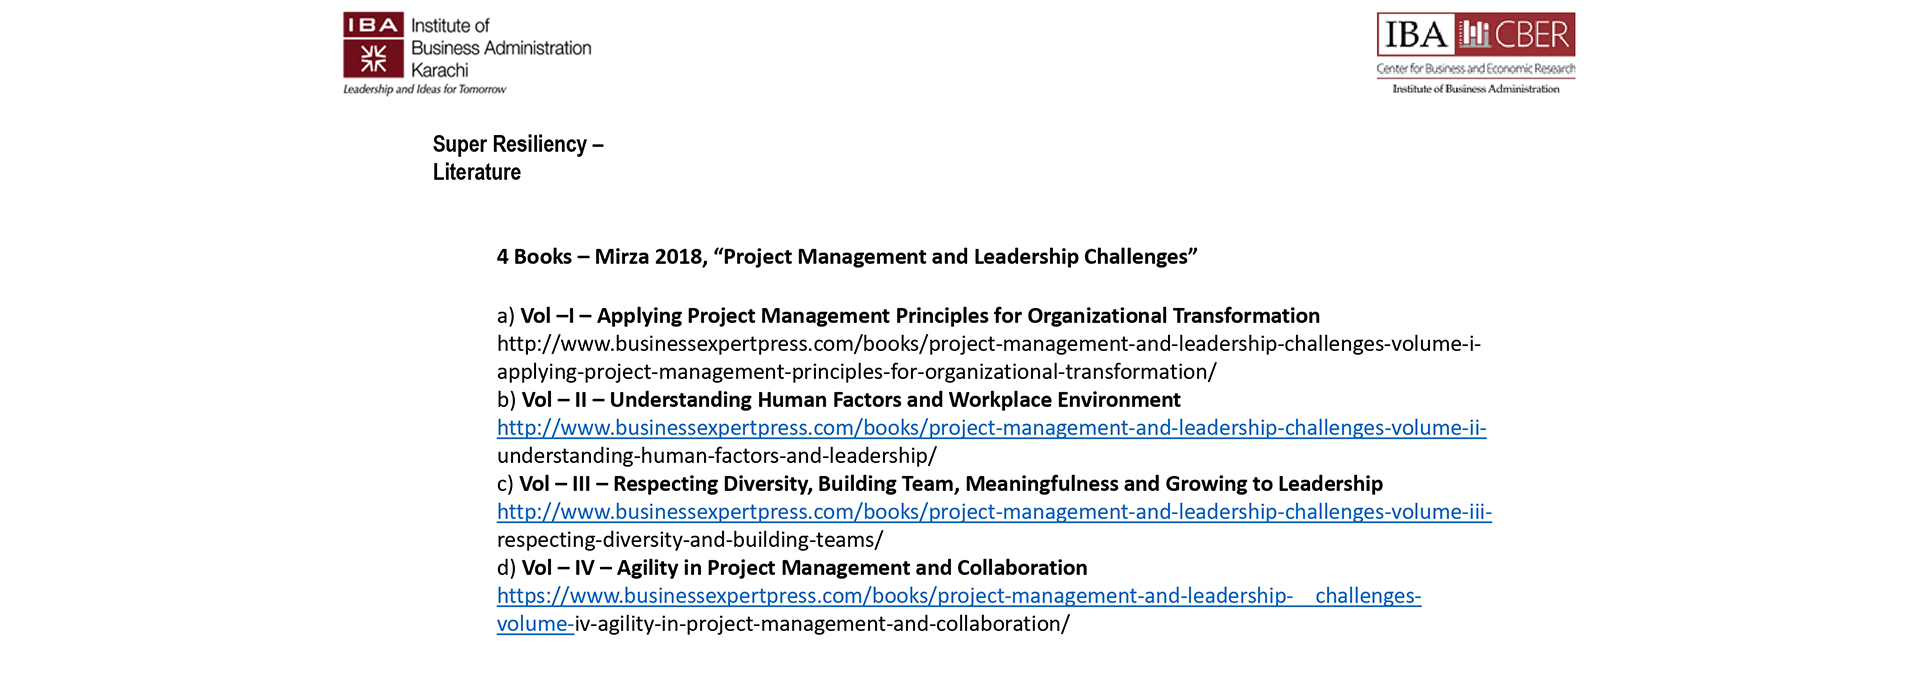 IBA
Institute of
Business Administration
Karachi
Leadership and Ideas for Tomorrow
IBA CBER
Center for Business and Economic Research
Institute of Business Administration
Super Resiliency –
Literature
4 Books – Mirza 2018, “Project Management and Leadership Challenges”
a) Vol –I – Applying Project Management Principles for Organizational Transformation
http://www.businessexpertpress.com/books/project-management-and-leadership-challenges-volume-i-
applying-project-management-principles-for-organizational-transformation/
b) Vol – II – Understanding Human Factors and Workplace Environment
http://www.businessexpertpress.com/books/project-management-and-leadership-challenges-volume-ii-
understanding-human-factors-and-leadership/
c) Vol – III – Respecting Diversity, Building Team, Meaningfulness and Growing to Leadership
http://www.businessexpertpress.com/books/project-management-and-leadership-challenges-volume-iii-
respecting-diversity-and-building-teams/
d) Vol – IV – Agility in Project Management and Collaboration
https://www.businessexpertpress.com/books/project-management-and-leadership- challenges-
volume-iv-agility-in-project-management-and-collaboration/